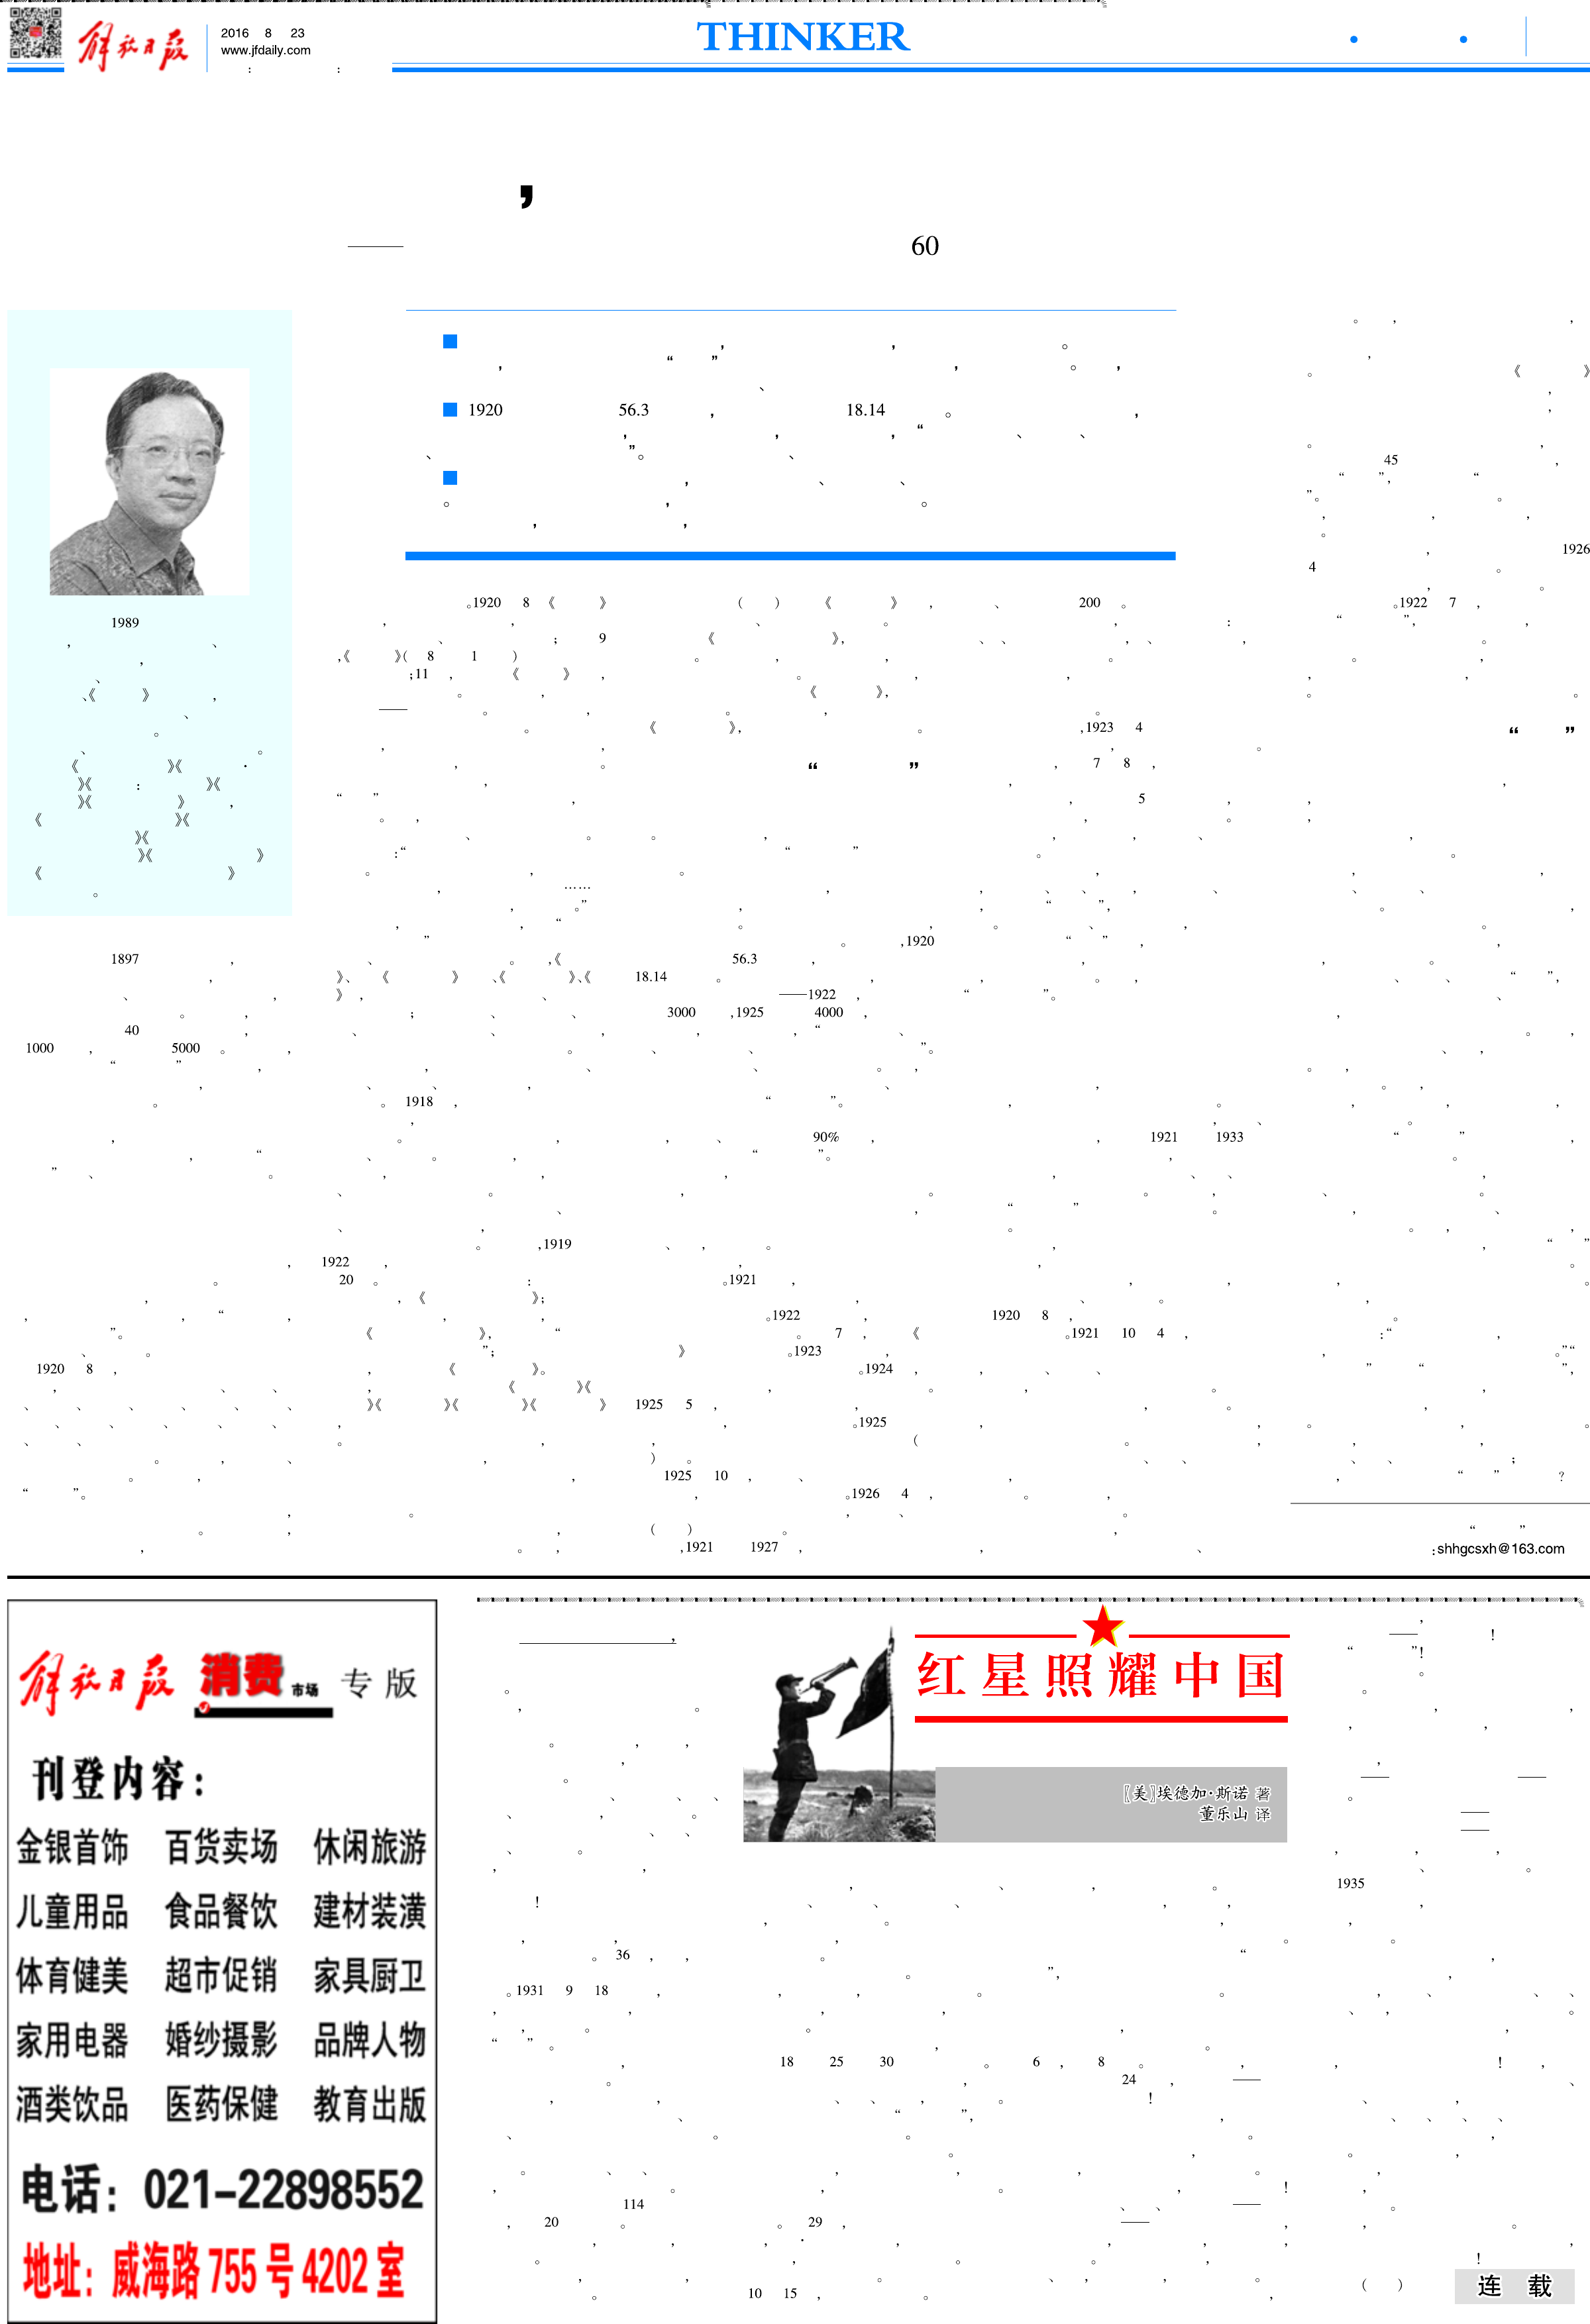 解放日报
2016 8 23
www.jfdaily.com
THINKER
60
1920 56.3 18.14
1989
1897
40
1000 5000
1920 8
1920 8
200
9
8 1
11
1918
1919
1922
20
1923 4
7 8
5
1920
56.3
18.14
1922
3000 1925 4000
90%
1921 1933
1921
1922
7
1923
1924
1925 5
1925
1925 10
1926 4
1921 1927
1920 8
1921 10 4
45
1926
4
1922 7
:shhgcsxh@163.com
解放日报 消费市场 专版
刊登内容：
金银首饰 百货卖场 休闲旅游
儿童用品 食品餐饮 建材装潢
体育健美 超市促销 家具厨卫
家用电器 婚纱摄影 品牌人物
酒类饮品 医药保健 教育出版
电话：021-22898552
地址：威海路755号4202室
红星照耀中国
〖美〗埃德加·斯诺 著
董乐山 译
36
1931 9 18
114
20
18 25 30 6 8
24
29
10 15
1935
连载